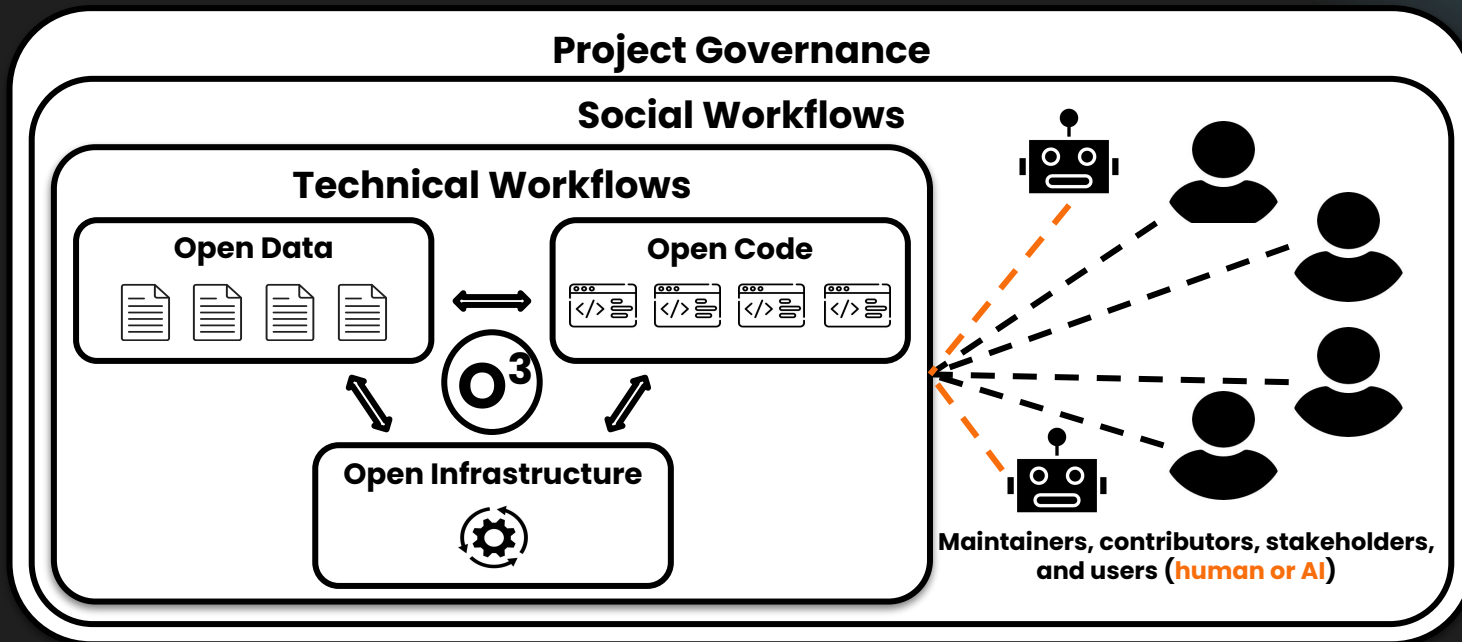 Project Governance
Social Workflows
Technical Workflows
Open Data
Open Code
</> </> </> </>
O³
Open Infrastructure
Maintainers, contributors, stakeholders,
and users (human or AI)